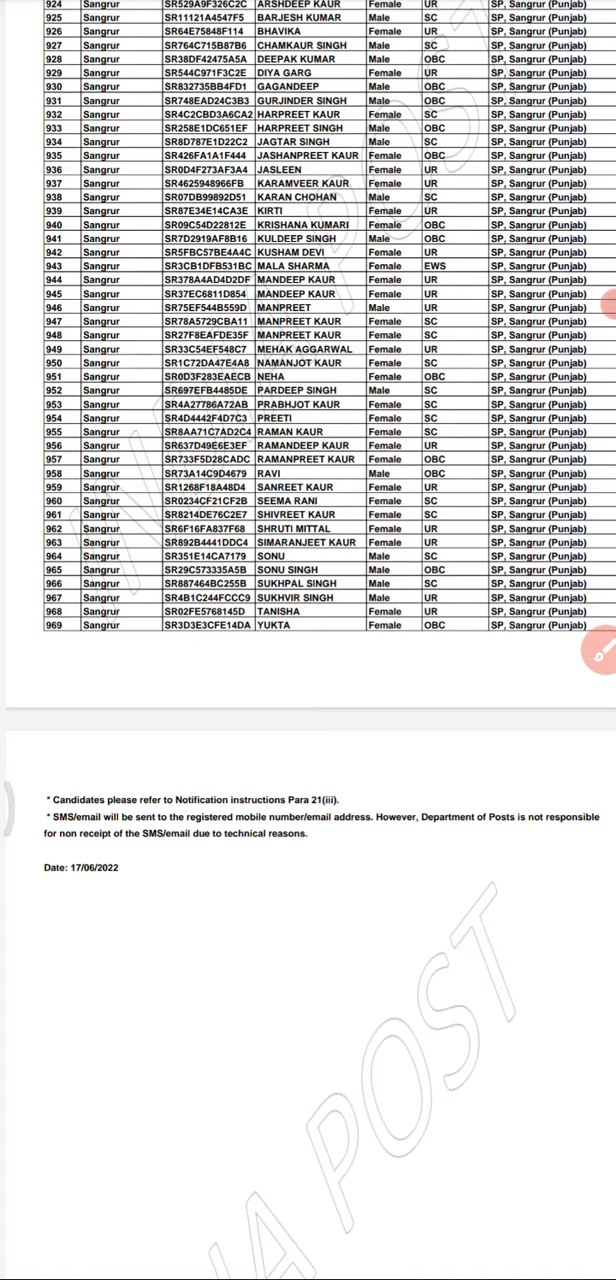 924 Sangrur SR529A9F326C2C ARSHDEEP KAUR Female UR SP, Sangrur (Punjab)
925 Sangrur SR11121A4547F5 BARJESH KUMAR Male SC SP, Sangrur (Punjab)
926 Sangrur SR64E75848F114 BHAVIKA Female UR SP, Sangrur (Punjab)
927 Sangrur SR764C715B87B6 CHAMKAUR SINGH Male SC SP, Sangrur (Punjab)
928 Sangrur SR38DF42475A5A DEEPAK KUMAR Male OBC SP, Sangrur (Punjab)
929 Sangrur SR544C971F3C2E DIYA GARG Female UR SP, Sangrur (Punjab)
930 Sangrur SR832735BB4FD1 GAGANDEEP Male OBC SP, Sangrur (Punjab)
931 Sangrur SR748EAD24C3B3 GURJINDER SINGH Male OBC SP, Sangrur (Punjab)
932 Sangrur SR4C2CBD3A6CA2 HARPREET KAUR Female SC SP, Sangrur (Punjab)
933 Sangrur SR258E1DC651EF HARPREET SINGH Male OBC SP, Sangrur (Punjab)
934 Sangrur SR8D787E1D22C2 JAGTAR SINGH Male SC SP, Sangrur (Punjab)
935 Sangrur SR426FA1A1F444 JASHANPREET KAUR Female OBC SP, Sangrur (Punjab)
936 Sangrur SR0D4F273AF3A4 JASLEEN Female UR SP, Sangrur (Punjab)
937 Sangrur SR4625948966FB KARAMVEER KAUR Female UR SP, Sangrur (Punjab)
938 Sangrur SR07DB99892D51 KARAN CHOHAN Male SC SP, Sangrur (Punjab)
939 Sangrur SR87E34E14CA3E KIRTI Female UR SP, Sangrur (Punjab)
940 Sangrur SR09C54D22812E KRISHANA KUMARI Female OBC SP, Sangrur (Punjab)
941 Sangrur SR7D2919AF8B16 KULDEEP SINGH Male OBC SP, Sangrur (Punjab)
942 Sangrur SR5FBC57BE4A4C KUSHAM DEVI Female UR SP, Sangrur (Punjab)
943 Sangrur SR3CB1DFB531BC MALA SHARMA Female EWS SP, Sangrur (Punjab)
944 Sangrur SR378A4AD4D2DF MANDEEP KAUR Female UR SP, Sangrur (Punjab)
945 Sangrur SR37EC6811D854 MANDEEP KAUR Female UR SP, Sangrur (Punjab)
946 Sangrur SR75EF544B559D MANPREET Male UR SP, Sangrur (Punjab)
947 Sangrur SR78A5729CBA11 MANPREET KAUR Female SC SP, Sangrur (Punjab)
948 Sangrur SR27F8EAFDE35F MANPREET KAUR Female SC SP, Sangrur (Punjab)
949 Sangrur SR33C54EF548C7 MEHAK AGGARWAL Female UR SP, Sangrur (Punjab)
950 Sangrur SR1C72DA47E4A8 NAMANJOT KAUR Female SC SP, Sangrur (Punjab)
951 Sangrur SR0D3F283EAECB NEHA Female OBC SP, Sangrur (Punjab)
952 Sangrur SR697EFB4485DE PARDEEP SINGH Male SC SP, Sangrur (Punjab)
953 Sangrur SR4A27786A72AB PRABHJOT KAUR Female SC SP, Sangrur (Punjab)
954 Sangrur SR4D4442F4D7C3 PREETI Female SC SP, Sangrur (Punjab)
955 Sangrur SR8AA71C7AD2C4 RAMAN KAUR Female SC SP, Sangrur (Punjab)
956 Sangrur SR637D49E6E3EF RAMANDEEP KAUR Female UR SP, Sangrur (Punjab)
957 Sangrur SR733F5D28CADC RAMANPREET KAUR Female OBC SP, Sangrur (Punjab)
958 Sangrur SR73A14C9D4679 RAVI Male OBC SP, Sangrur (Punjab)
959 Sangrur SR1268F18A48D4 SANREET KAUR Female UR SP, Sangrur (Punjab)
960 Sangrur SR0234CF21CF2B SEEMA RANI Female SC SP, Sangrur (Punjab)
961 Sangrur SR8214DE76C2E7 SHIVREET KAUR Female SC SP, Sangrur (Punjab)
962 Sangrur SR6F16FA837F68 SHRUTI MITTAL Female UR SP, Sangrur (Punjab)
963 Sangrur SR892B4441DDC4 SIMARANJEET KAUR Female UR SP, Sangrur (Punjab)
964 Sangrur SR351E14CA7179 SONU Male SC SP, Sangrur (Punjab)
965 Sangrur SR29C573335A5B SONU SINGH Male OBC SP, Sangrur (Punjab)
966 Sangrur SR887464BC255B SUKHPAL SINGH Male SC SP, Sangrur (Punjab)
967 Sangrur SR4B1C244FCCC9 SUKHVIR SINGH Male UR SP, Sangrur (Punjab)
968 Sangrur SR02FE5768145D TANISHA Female UR SP, Sangrur (Punjab)
969 Sangrur SR3D3E3CFE14DA YUKTA Female OBC SP, Sangrur (Punjab)
* Candidates please refer to Notification instructions Para 21(iii).
* SMS/email will be sent to the registered mobile number/email address. However, Department of Posts is not responsible
for non receipt of the SMS/email due to technical reasons.
Date: 17/06/2022
A POST